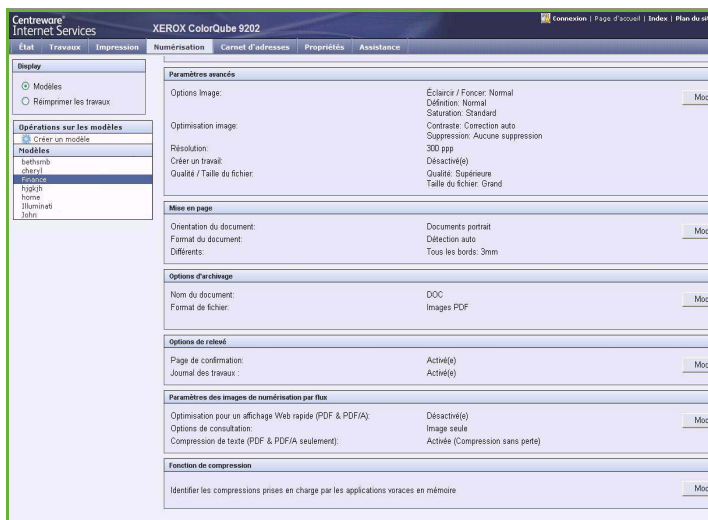 Centreware®
Internet Services
XEROX ColorQube 9202
Connexion | Page d'accueil | Index | Plan du sit
État Travaux Impression Numérisation Carnet d'adresses Propriétés Assistance
Display
Modèles
Réimprimer les travaux
Opérations sur les modèles
Créer un modèle
Modèles
bethsmb
cheryl
Finance
hjgkjh
home
Illuminati
John
Paramètres avancés
Options Image: Éclaircir / Foncer: Normal
Définition: Normal
Saturation: Standard
Mod
Optimisation image: Contraste: Correction auto
Suppression: Aucune suppression
Résolution: 300 ppp
Créer un travail: Désactivé(e)
Qualité / Taille du fichier: Qualité: Supérieure
Taille du fichier: Grand
Mise en page
Orientation du document: Documents portrait
Mod
Format du document: Détection auto
Différents: Tous les bords: 3mm
Options d'archivage
Nom du document: DOC
Mod
Format de fichier: Images PDF
Options de relevé
Page de confirmation: Activé(e)
Mod
Journal des travaux : Activé(e)
Paramètres des images de numérisation par flux
Optimisation pour un affichage Web rapide (PDF & PDF/A): Désactivé(e)
Mod
Options de consultation: Image seule
Compression de texte (PDF & PDF/A seulement): Activée (Compression sans perte)
Fonction de compression
Identifier les compressions prises en charge par les applications voraces en mémoire
Mod